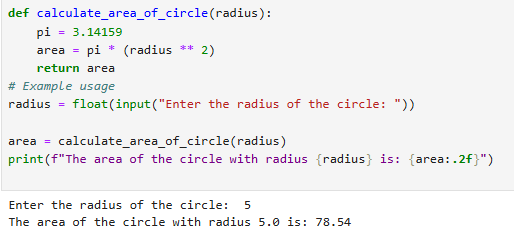 def calculate_area_of_circle(radius):
    pi = 3.14159
    area = pi * (radius ** 2)
    return area
# Example usage
radius = float(input("Enter the radius of the circle: "))

area = calculate_area_of_circle(radius)
print(f"The area of the circle with radius {radius} is: {area:.2f}")

Enter the radius of the circle:  5
The area of the circle with radius 5.0 is: 78.54